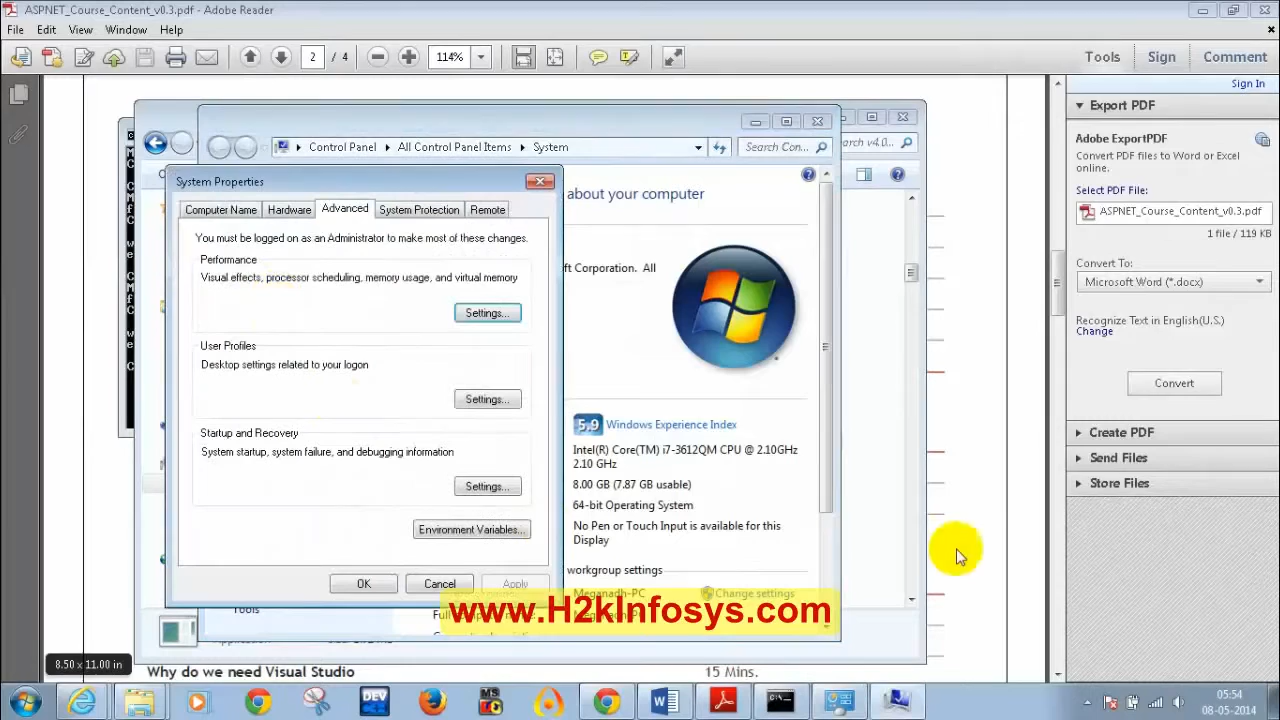 ASPNET_Course_Content_v0.3.pdf - Adobe Reader
File Edit View Window Help
2 / 4 114% Tools Sign Comment
Sign In
Export PDF
Adobe ExportPDF
Convert PDF files to Word or Excel
online.
Select PDF File:
ASPNET_Course_Content_v0.3.pdf
1 file / 119 KB
Convert To:
Microsoft Word (*.docx)
Recognize Text in English(U.S.)
Change
Convert
Create PDF
Send Files
Store Files
Control Panel All Control Panel Items System
Search Con...
arch v4.0...
System Properties
Computer Name Hardware Advanced System Protection Remote
You must be logged on as an Administrator to make most of these changes.
Performance
Visual effects, processor scheduling, memory usage, and virtual memory
Settings...
User Profiles
Desktop settings related to your logon
Settings...
Startup and Recovery
System startup, system failure, and debugging information
Settings...
Environment Variables...
OK Cancel Apply
about your computer
ft Corporation. All
5.9 Windows Experience Index
Intel(R) Core(TM) i7-3612QM CPU @ 2.10GHz
2.10 GHz
8.00 GB (7.87 GB usable)
64-bit Operating System
No Pen or Touch Input is available for this
Display
workgroup settings
Meganadh-PC Change settings
www.H2kInfosys.com
Tools
8.50 x 11.00 in
Why do we need Visual Studio 15 Mins.
DEV
MS
05:54
08-05-2014